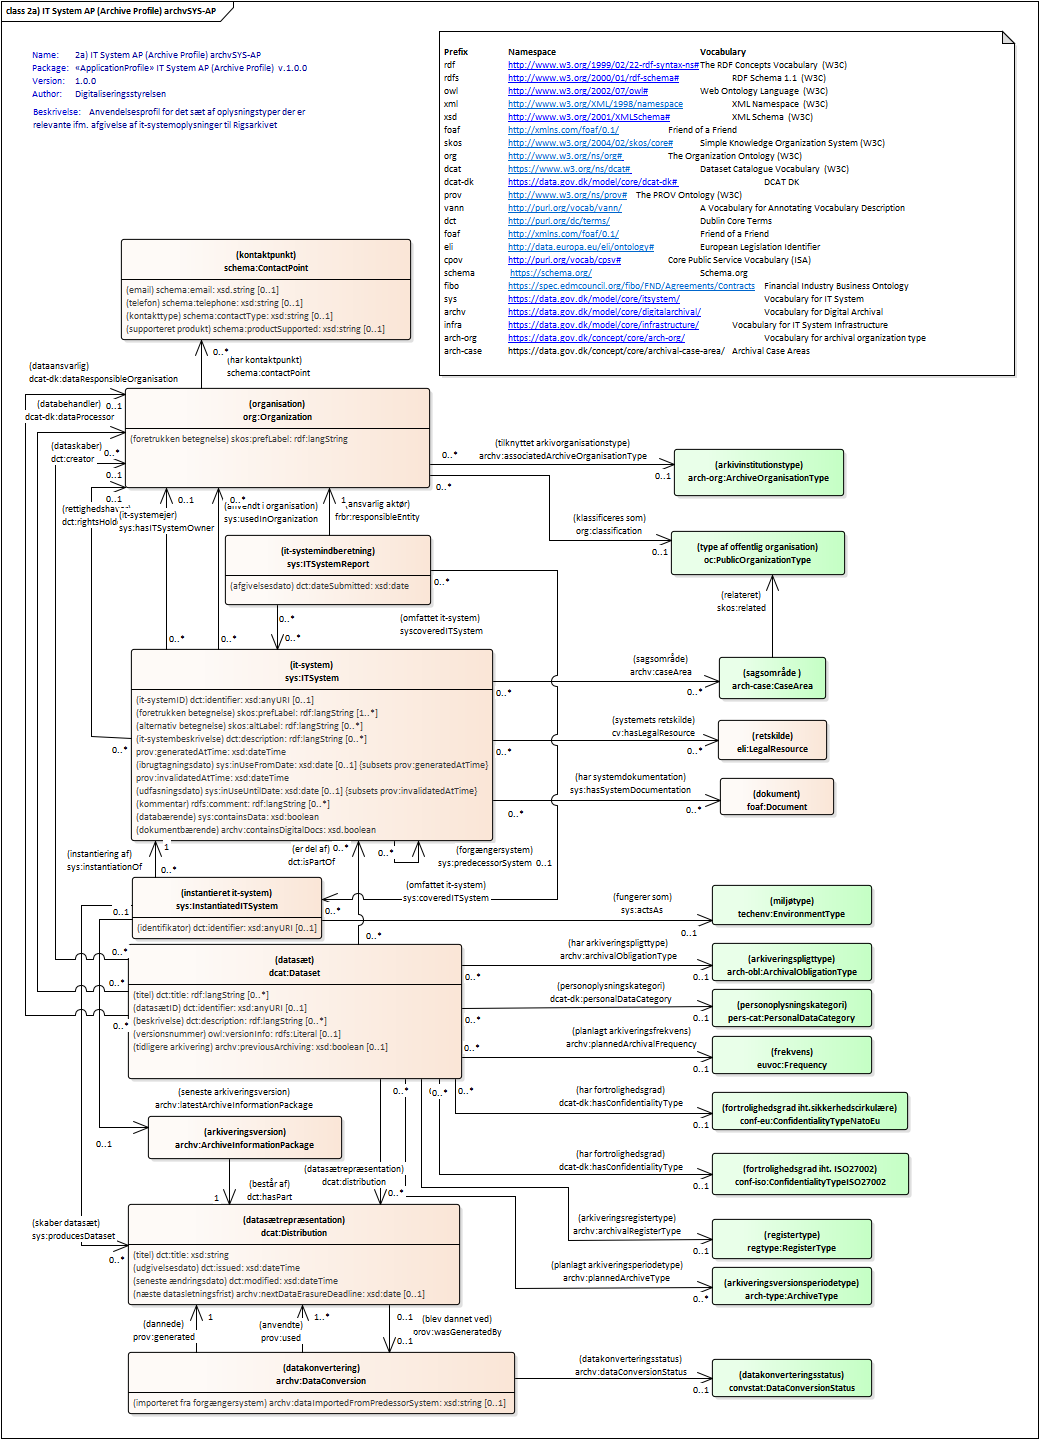 class 2a) IT System AP (Archive Profile) archvSYS-AP
Name: 2a) IT System AP (Archive Profile) archvSYS-AP
Package: «ApplicationProfile» IT System AP (Archive Profile) v.1.0.0
Version: 1.0.0
Author: Digitaliseringsstyrelsen
Beskrivelse: Anvendelsesprofil for det sæt af oplysningstyper der er
relevante ifm. afgivelse af it-systemoplysninger til Rigsarkivet
Prefix Namespace Vocabulary
rdf http://www.w3.org/1999/02/22-rdf-syntax-ns# The RDF Concepts Vocabulary (W3C)
rdfs http://www.w3.org/2000/01/rdf-schema# RDF Schema 1.1 (W3C)
owl http://www.w3.org/2002/07/owl# Web Ontology Language (W3C)
xml http://www.w3.org/XML/1998/namespace XML Namespace (W3C)
xsd http://www.w3.org/2001/XMLSchema# XML Schema (W3C)
foaf http://xmlns.com/foaf/0.1/ Friend of a Friend
skos http://www.w3.org/2004/02/skos/core# Simple Knowledge Organization System (W3C)
org http://www.w3.org/ns/org# The Organization Ontology (W3C)
dcat https://www.w3.org/ns/dcat# Dataset Catalogue Vocabulary (W3C)
dcat-dk https://data.gov.dk/model/core/dcat-dk# DCAT DK
prov http://www.w3.org/ns/prov# The PROV Ontology (W3C)
vann http://purl.org/vocab/vann/ A Vocabulary for Annotating Vocabulary Description
dct http://purl.org/dc/terms/ Dublin Core Terms
foaf http://xmlns.com/foaf/0.1/ Friend of a Friend
eli http://data.europa.eu/eli/ontology# European Legislation Identifier
cpov http://purl.org/vocab/cpsv# Core Public Service Vocabulary (ISA)
schema https://schema.org/ Schema.org
fibo https://spec.edmcouncil.org/fibo/FND/Agreements/Contracts Financial Industry Business Ontology
sys https://data.gov.dk/model/core/itsystem/ Vocabulary for IT System
archv https://data.gov.dk/model/core/digitalarchival/ Vocabulary for Digital Archival
infra https://data.gov.dk/model/core/infrastructure/ Vocabulary for IT System Infrastructure
arch-org https://data.gov.dk/concept/core/arch-org/ Vocabulary for archival organization type
arch-case https://data.gov.dk/concept/core/archival-case-area/ Archival Case Areas
(kontaktpunkt)
schema:ContactPoint
(email) schema:email: xsd.string [0..1]
(telefon) schema:telephone: xsd:string [0..1]
(kontakttype) schema:contactType: xsd:string [0..1]
(supporteret produkt) schema:productSupported: xsd:string [0..1]
0..*
(har kontaktpunkt)
schema:contactPoint
(dataansvarlig)
dcat-dk:dataResponsibleOrganisation
(databehandler) 0..1
dcat-dk:dataProcessor
(organisation)
org:Organization
(foretrukken betegnelse) skos:prefLabel: rdf:langString
(dataskaber) 0..*
dct:creator
0..1
0..1
(rettighedshav
dct:rightsHold
(it-systemejer)
sys:hasITSystemOwner
0..1
0..*
(anvendt i organisation)
sys:usedInOrganization
1
(ansvarlig aktør)
frbr:responsibleEntity
0..*
(tilknyttet arkivorganisationstype)
archv:associatedArchiveOrganisationType
0..1
(arkivinstitutionstype)
arch-org:ArchiveOrganisationType
0..*
(klassificeres som)
org:classification
0..1
(type af offentlig organisation)
oc:PublicOrganizationType
(it-systemindberetning)
sys:ITSystemReport
(afgivelsesdato) dct:dateSubmitted: xsd:date
0..*
(relateret)
skos:related
0..*
(omfattet it-system)
syscoveredITSystem
0..* 0..* 0..*
(it-system)
sys:ITSystem
(it-systemID) dct:identifier: xsd:anyURI [0..1]
(foretrukken betegnelse) skos:prefLabel: rdf:langString [1..*]
(alternativ betegnelse) skos:altLabel: rdf:langString [0..*]
(it-systembeskrivelse) dct:description: rdf:langString [0..*]
prov:generatedAtTime: xsd:dateTime
(ibrugtagningsdato) sys:inUseFromDate: xsd:date [0..1] {subsets prov:generatedAtTime}
prov:invalidatedAtTime: xsd:dateTime
(udfasningsdato) sys:inUseUntilDate: xsd:date [0..1] {subsets prov:invalidatedAtTime}
(kommentar) rdfs:comment: rdf:langString [0..*]
(databærende) sys:containsData: xsd:boolean
(dokumentbærende) archv:containsDigitalDocs: xsd.boolean
0..*
(sagsområde)
archv:caseArea
0..* 0..*
(sagsområde )
arch-case:CaseArea
(systemets retskilde)
cv:hasLegalResource
0..* 0..*
(retskilde)
eli:LegalResource
(har systemdokumentation)
sys:hasSystemDocumentation
0..* 0..*
(dokument)
foaf:Document
(instantiering af)
sys:instantiationOf
1
0..*
(er del af) 0..*
dct:isPartOf
0..*
(forgængersystem)
sys:predecessorSystem 0..1
(instantieret it-system)
sys:InstantiatedITSystem
(identifikator) dct:identifier: xsd:anyURI [0..1]
0..1
(omfattet it-system)
sys:coveredITSystem
0..*
(fungerer som)
sys:actsAs
0..1
(miljøtype)
techenv:EnvironmentType
0..*
0..*
0..*
0..*
(datasæt)
dcat:Dataset
(titel) dct:title: rdf:langString [0..*]
(datasætID) dct:identifier: xsd:anyURI [0..1]
(beskrivelse) dct:description: rdf:langString [0..*]
(versionsnummer) owl:versionInfo: rdfs:Literal [0..1]
(tidligere arkivering) archv:previousArchiving: xsd:boolean [0..1]
(har arkiveringspligttype)
archv:archivalObligationType
0..* 0..1
(arkiveringspligttype)
arch-obl:ArchivalObligationType
(personoplysningskategori)
dcat-dk:personalDataCategory
0..* 0..1
(personoplysningskategori)
pers-cat:PersonalDataCategory
(planlagt arkiveringsfrekvens)
archv:plannedArchivalFrequency
0..* 0..1
(frekvens)
euvoc:Frequency
0..* 0..* 0..*
(har fortrolighedsgrad)
dcat-dk:hasConfidentialityType
0..1
(fortrolighedsgrad iht.sikkerhedscirkulære)
conf-eu:ConfidentialityTypeNatoEu
(har fortrolighedsgrad)
dcat-dk:hasConfidentialityType
0..1
(fortrolighedsgrad iht. ISO27002)
conf-iso:ConfidentialityTypeISO27002
(seneste arkiveringsversion)
archv:latestArchiveInformationPackage
0..1
(arkiveringsversion)
archv:ArchiveInformationPackage
(består af)
dct:hasPart
1
(datasætrepræsentation)
dcat:distribution
0..*
(arkiveringsregistertype)
archv:archivalRegisterType
0..1
(registertype)
regtype:RegisterType
(planlagt arkiveringsperiodetype)
archv:plannedArchiveType
0..*
(arkiveringsversionsperiodetype)
arch-type:ArchiveType
(skaber datasæt)
sys:producesDataset
0..*
(datasætrepræsentation)
dcat:Distribution
(titel) dct:title: xsd:string
(udgivelsesdato) dct:issued: xsd:dateTime
(seneste ændringsdato) dct:modified: xsd:dateTime
(næste datasletningsfrist) archv:nextDataErasureDeadline: xsd:date [0..1]
(dannede)
prov:generated
1
(anvendte)
prov:used
1..*
0..1
(blev dannet ved)
prov:wasGeneratedBy
0..1
(datakonvertering)
archv:DataConversion
(importeret fra forgængersystem) archv:dataImportedFromPredessorSystem: xsd:string [0..1]
(datakonverteringsstatus)
archv:dataConversionStatus
0..1
(datakonverteringsstatus)
convstat:DataConversionStatus